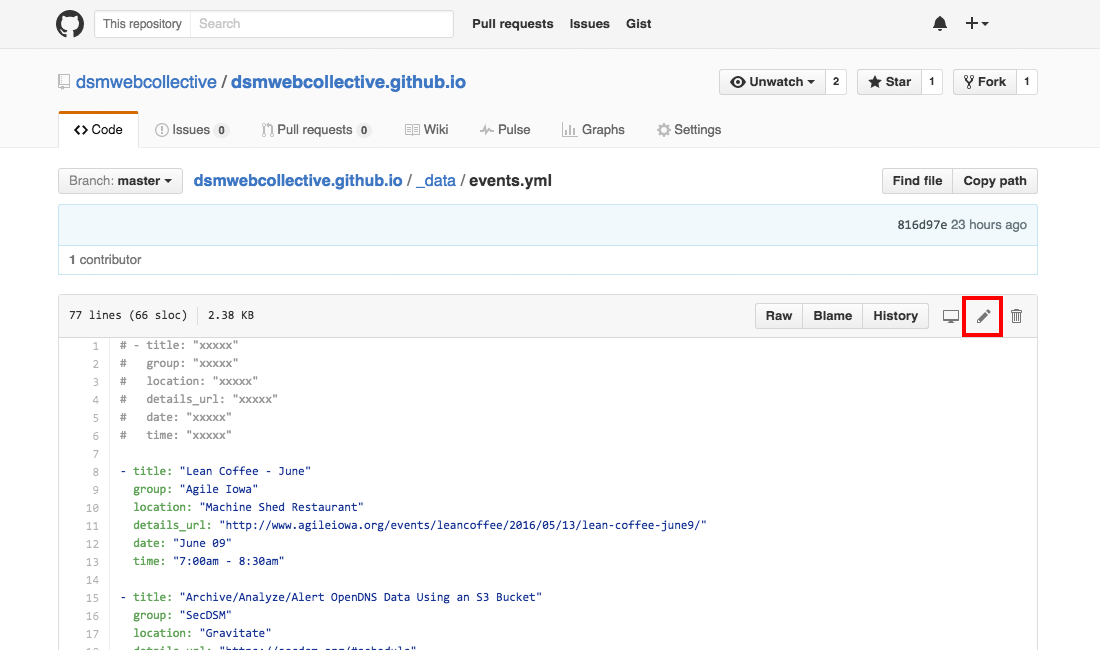 This repository Search Pull requests Issues Gist
dsmwebcollective / dsmwebcollective.github.io Unwatch 2 Star 1 Fork 1
<> Code Issues 0 Pull requests 0 Wiki Pulse Graphs Settings
Branch: master dsmwebcollective.github.io / _data / events.yml Find file Copy path
816d97e 23 hours ago
1 contributor
77 lines (66 sloc) 2.38 KB Raw Blame History
1 # - title: "xxxxx"
2 #   group: "xxxxx"
3 #   location: "xxxxx"
4 #   details_url: "xxxxx"
5 #   date: "xxxxx"
6 #   time: "xxxxx"
7
8 - title: "Lean Coffee - June"
9   group: "Agile Iowa"
10   location: "Machine Shed Restaurant"
11   details_url: "http://www.agileiowa.org/events/leancoffee/2016/05/13/lean-coffee-june9/"
12   date: "June 09"
13   time: "7:00am - 8:30am"
14
15 - title: "Archive/Analyze/Alert OpenDNS Data Using an S3 Bucket"
16   group: "SecDSM"
17   location: "Gravitate"
18   details_url: "https://secdsm.org/#schedule"